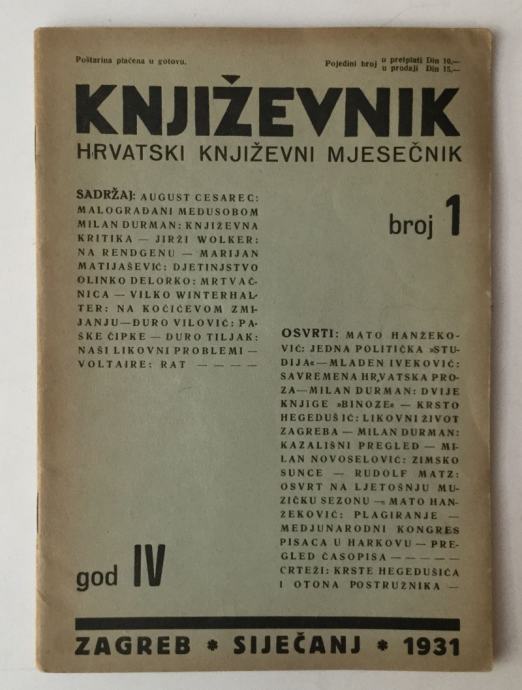 Poštarina plaćena u gotovu.
Pojedini broj u pretplati Din 10,—
u prodaji Din 15,—
KNJIŽEVNIK
HRVATSKI KNJIŽEVNI MJESEČNIK
SADRŽAJ: AUGUST CESAREC:
MALOGRAĐANI MEĐUSOBOM
MILAN DURMAN: KNJIŽEVNA
KRITIKA — JIRŽI WOLKER:
NA RENDGENU — MARIJAN
MATIJAŠEVIĆ: DJETINJSTVO
OLINKO DELORKO: MRTVAČ-
NICA — VILKO WINTERHAL-
TER: NA KOČIĆEVOM ZMI-
JANJU—ĐURO VILOVIĆ: PA-
ŠKE ČIPKE — ĐURO TILJAK:
NAŠI LIKOVNI PROBLEMI —
VOLTAIRE: RAT — — — —
broj 1
OSVRTI: MATO HANŽEKO-
VIĆ: JEDNA POLITIČKA »STU-
DIJA«—MLADEN IVEKOVIĆ:
SAVREMENA HRVATSKA PRO-
ZA—MILAN DURMAN: DVIJE
KNJIGE »BINOZE« — KRSTO
HEGEDUŠIĆ: LIKOVNI ŽIVOT
ZAGREBA — MILAN DURMAN:
KAZALIŠNI PREGLED — MI-
LAN NOVOSELOVIĆ: ZIMSKO
SUNCE — RUDOLF MATZ:
OSVRT NA LJETOŠNJU MU-
ZIČKU SEZONU — MATO HAN-
ŽEKOVIĆ: PLAGIRANJE —
MEDJUNARODNI KONGRES
PISACA U HARKOVU — PRE-
GLED ČASOPISA — — — — —
CRTEŽI: KRSTE HEGEDUŠIĆA
I OTONA POSTRUŽNIKA —
god IV
ZAGREB * SIJEČANJ * 1931